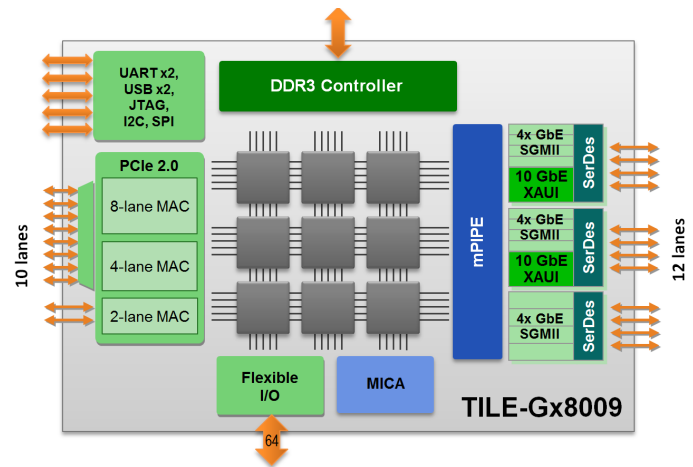 UART x2,
USB x2,
JTAG,
I2C, SPI
DDR3 Controller
PCIe 2.0
8-lane MAC
4-lane MAC
2-lane MAC
10 lanes
mPIPE
4x GbE
SGMII
10 GbE
XAUI
SerDes
4x GbE
SGMII
10 GbE
XAUI
SerDes
4x GbE
SGMII
SerDes
12 lanes
Flexible
I/O
MICA
TILE-Gx8009
64